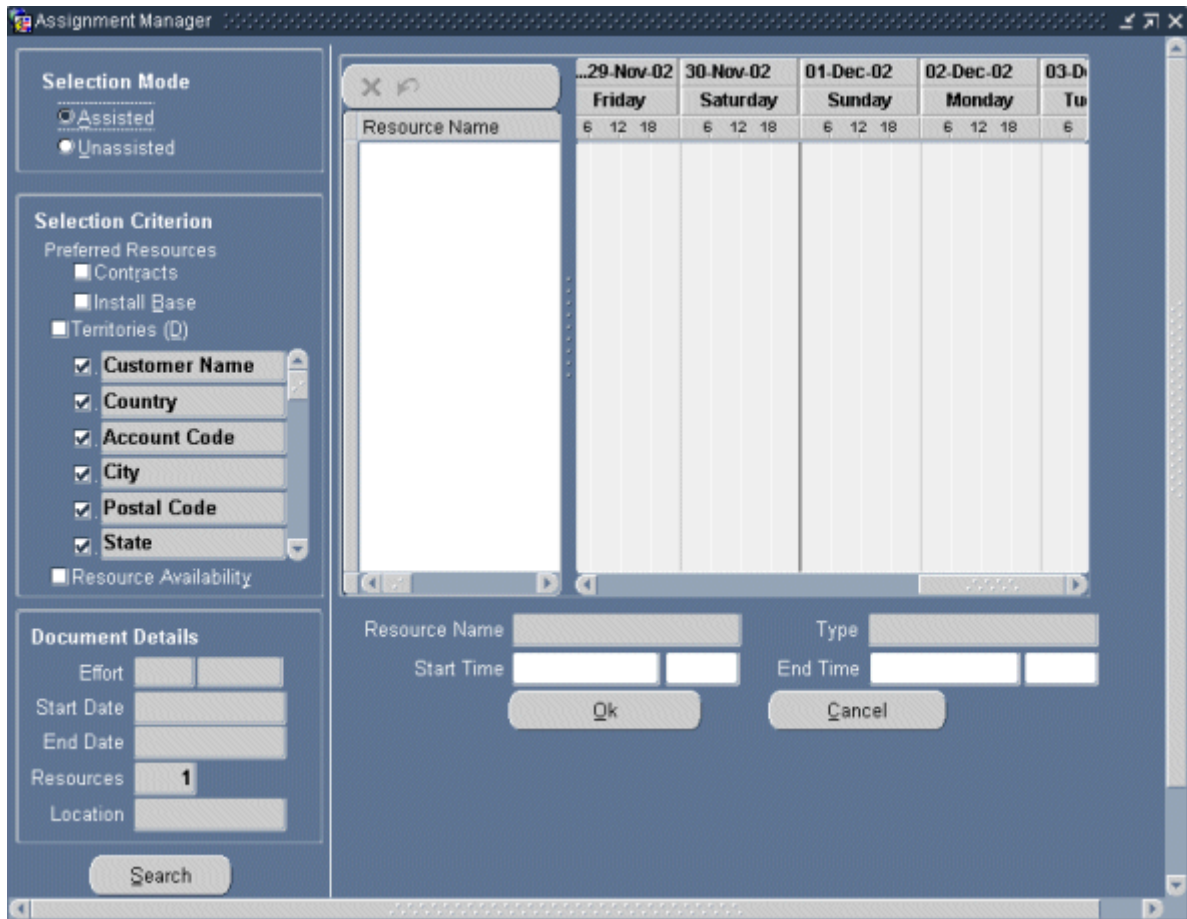 Assignment Manager
Selection Mode
Assisted
Unassisted
Selection Criterion
Preferred Resources
Contracts
Install Base
Territories (D)
Customer Name
Country
Account Code
City
Postal Code
State
Resource Availability
Document Details
Effort
Start Date
End Date
Resources 1
Location
Search
Resource Name
...29-Nov-02 30-Nov-02 01-Dec-02 02-Dec-02 03-D
Friday Saturday Sunday Monday Tu
6 12 18 6 12 18 6 12 18 6 12 18 6
Resource Name Type
Start Time End Time
Ok Cancel